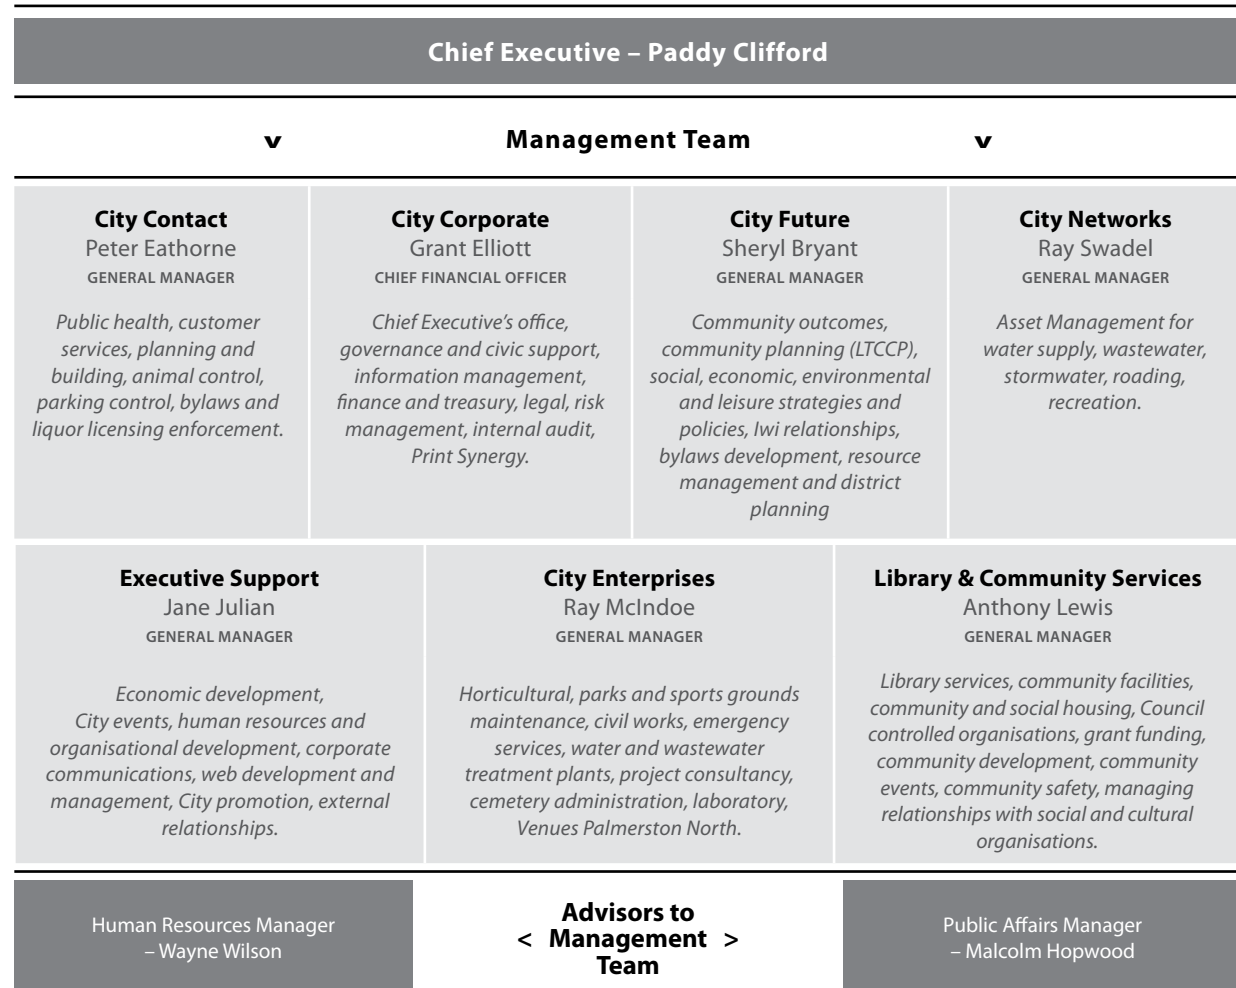 Chief Executive – Paddy Clifford
v Management Team v
City Contact
Peter Eathorne
GENERAL MANAGER
Public health, customer
services, planning and
building, animal control,
parking control, bylaws and
liquor licensing enforcement.
City Corporate
Grant Elliott
CHIEF FINANCIAL OFFICER
Chief Executive's office,
governance and civic support,
information management,
finance and treasury, legal, risk
management, internal audit,
Print Synergy.
City Future
Sheryl Bryant
GENERAL MANAGER
Community outcomes,
community planning (LTCCP),
social, economic, environmental
and leisure strategies and
policies, Iwi relationships,
bylaws development, resource
management and district
planning
City Networks
Ray Swadel
GENERAL MANAGER
Asset Management for
water supply, wastewater,
stormwater, roading,
recreation.
Executive Support
Jane Julian
GENERAL MANAGER
Economic development,
City events, human resources and
organisational development, corporate
communications, web development and
management, City promotion, external
relationships.
City Enterprises
Ray McIndoe
GENERAL MANAGER
Horticultural, parks and sports grounds
maintenance, civil works, emergency
services, water and wastewater
treatment plants, project consultancy,
cemetery administration, laboratory,
Venues Palmerston North.
Library & Community Services
Anthony Lewis
GENERAL MANAGER
Library services, community facilities,
community and social housing, Council
controlled organisations, grant funding,
community development, community
events, community safety, managing
relationships with social and cultural
organisations.
Human Resources Manager
– Wayne Wilson
Advisors to
< Management >
Team
Public Affairs Manager
– Malcolm Hopwood